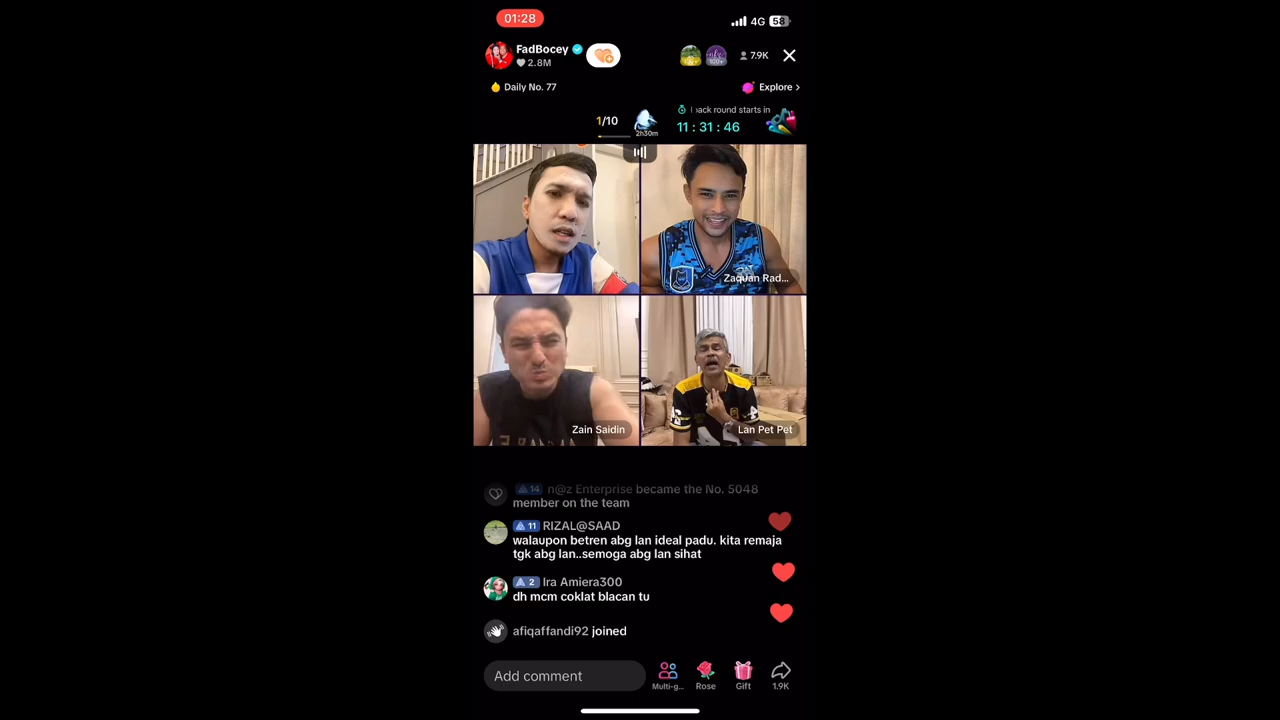 01:28
4G 58
FadBocey
2.8M
7.9K
Daily No. 77
Explore
1/10
2h30m
back round starts in
11 : 31 : 46
Zaquan Rad...
Zain Saidin
Lan Pet Pet
14 n@z Enterprise became the No. 5048
member on the team
11 RIZAL@SAAD
walaupon betren abg lan ideal padu. kita remaja
tgk abg lan..semoga abg lan sihat
2 Ira Amiera300
dh mcm coklat blacan tu
afiqaffandi92 joined
Add comment
Multi-g...
Rose
Gift
1.9K